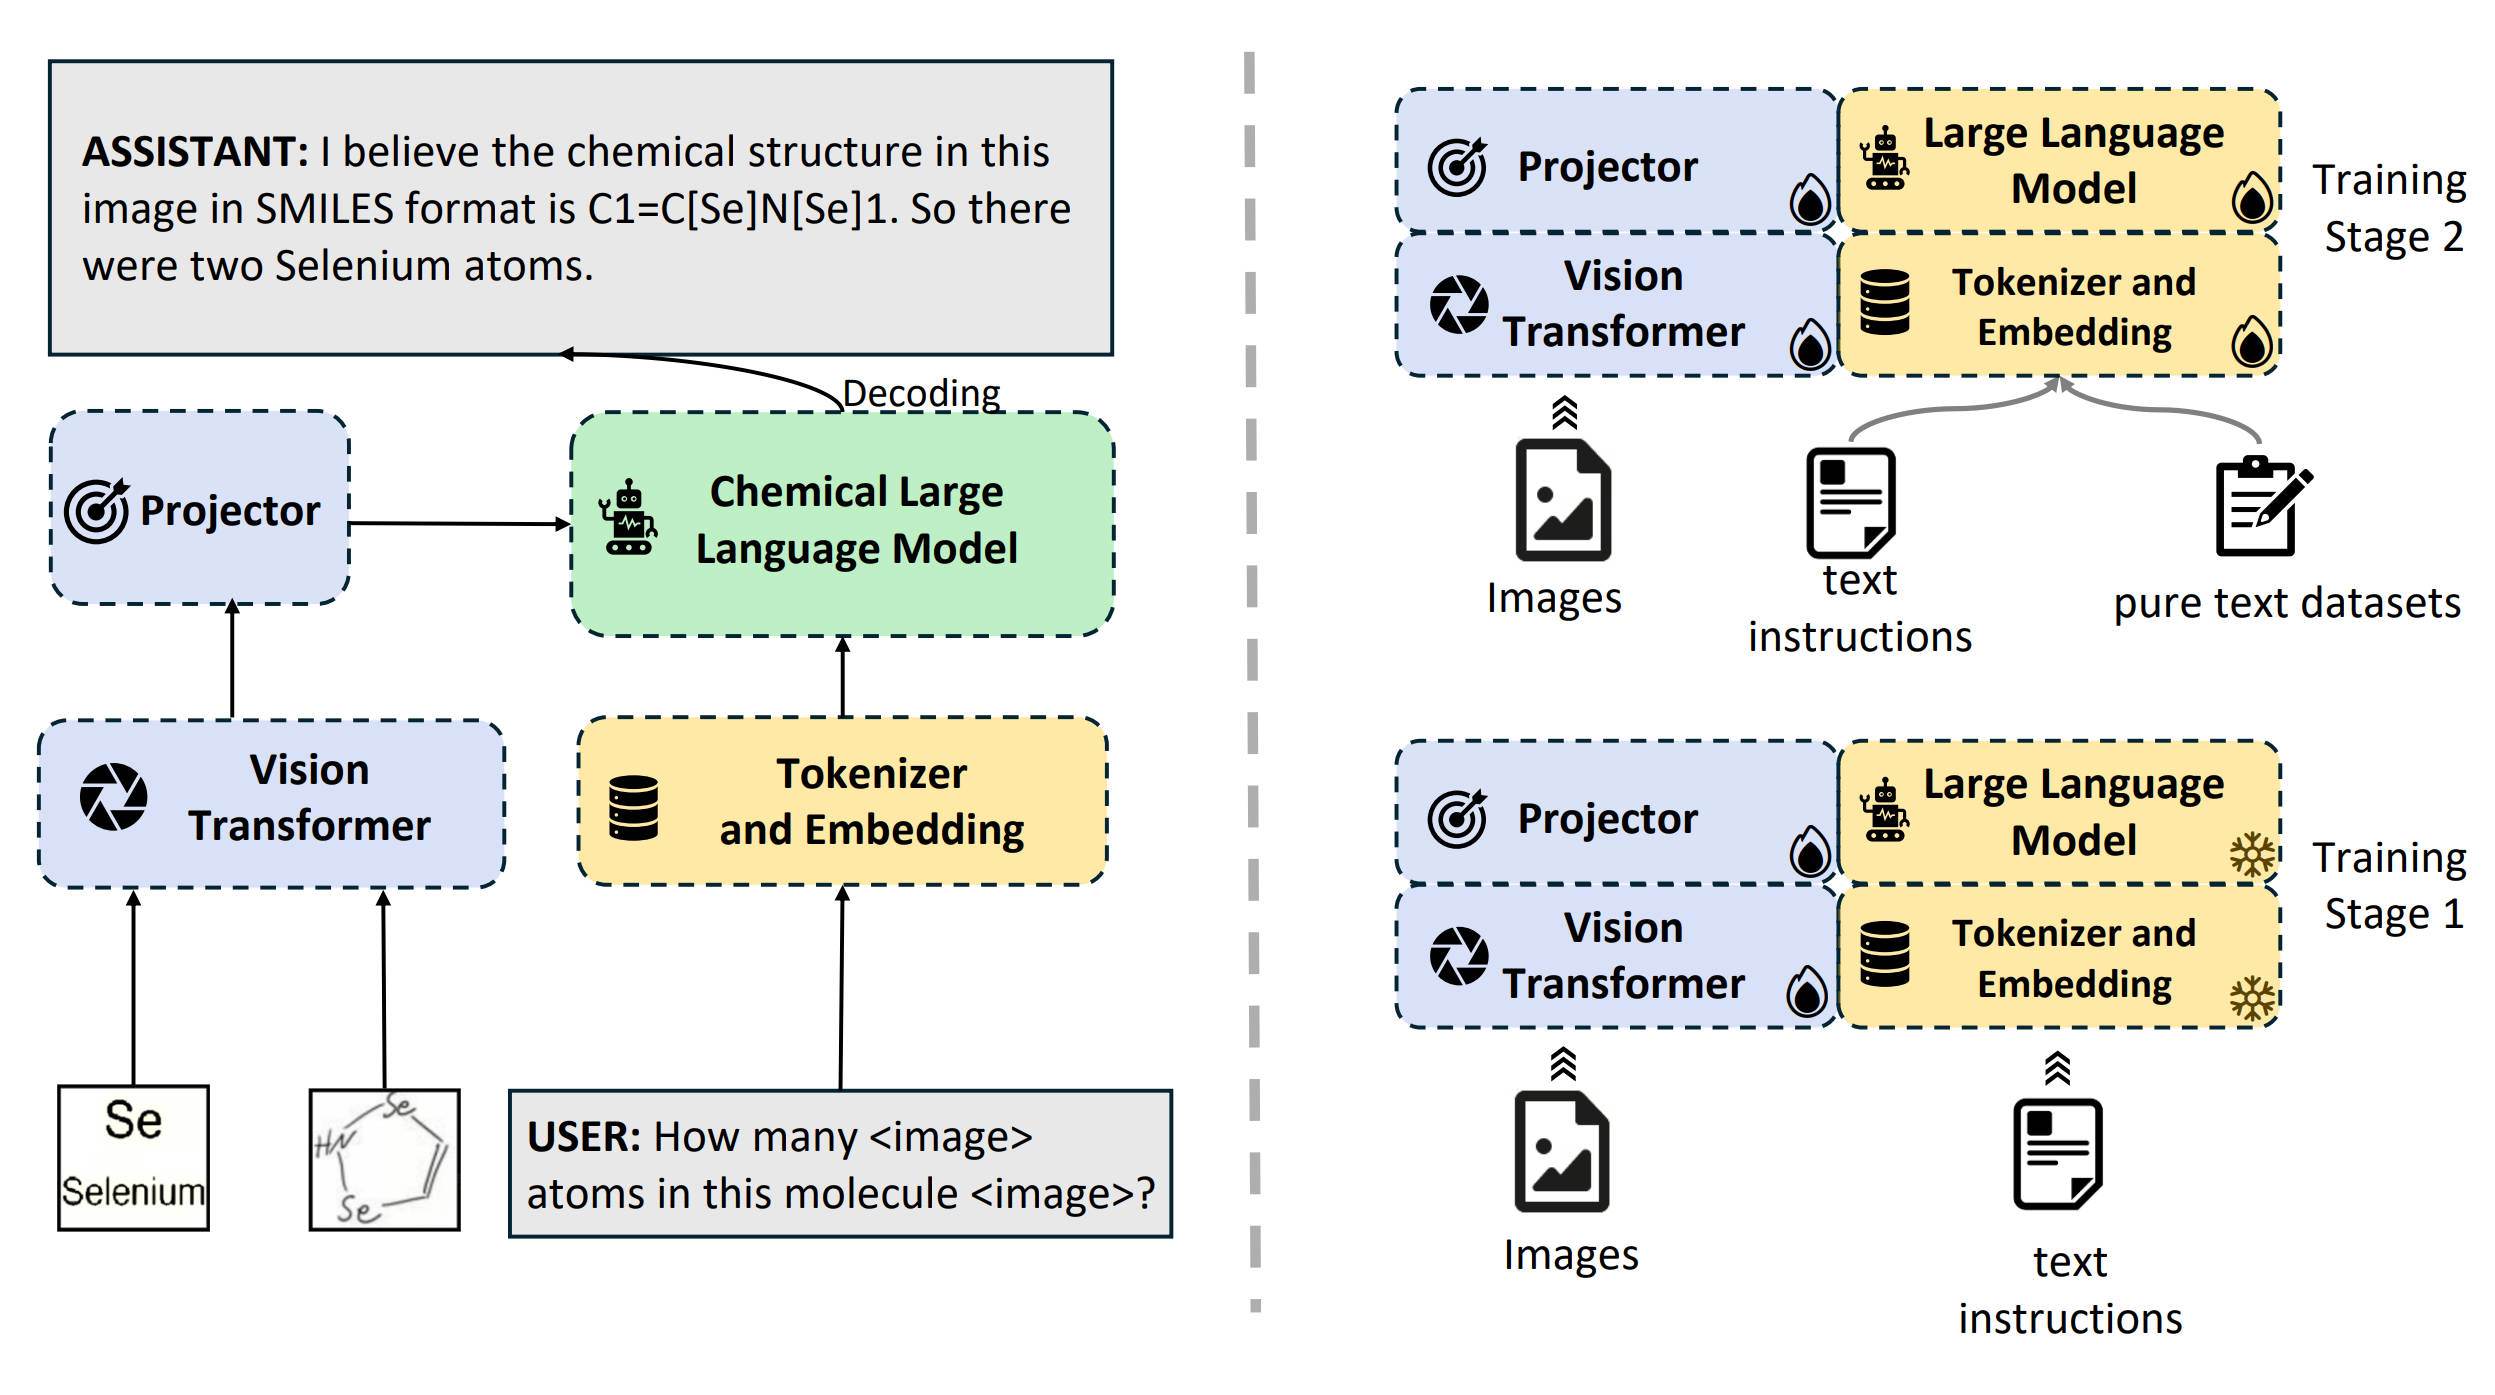 ASSISTANT: I believe the chemical structure in this
image in SMILES format is C1=C[Se]N[Se]1. So there
were two Selenium atoms.
Decoding
Projector
Chemical Large
Language Model
Vision
Transformer
Tokenizer
and Embedding
Se
Selenium
Se
HN
Se
USER: How many <image>
atoms in this molecule <image>?
Projector
Large Language
Model
Vision
Transformer
Tokenizer and
Embedding
Training
Stage 2
Images
text
instructions
pure text datasets
Projector
Large Language
Model
Vision
Transformer
Tokenizer and
Embedding
Training
Stage 1
Images
text
instructions